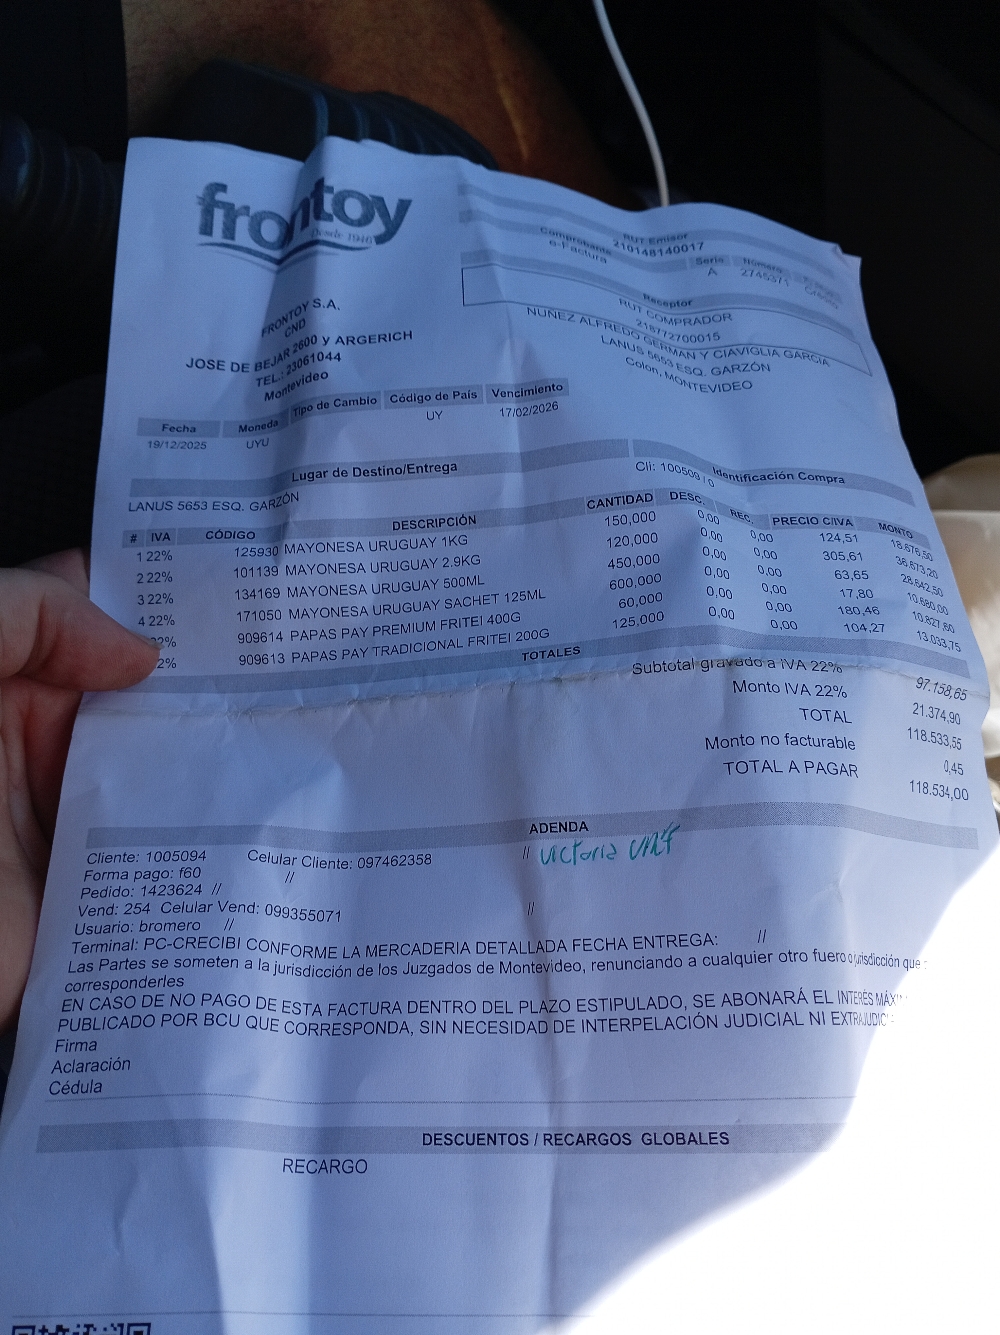 frontoy
Desde 1946
FRONTOY S.A.
CND
JOSE DE BEJAR 2600 y ARGERICH
TEL.: 23061044
Montevideo
RUT Emisor
210148140017
Comprobante Serie Número
e-Factura A 2745371 Crédito
Receptor
RUT COMPRADOR
218772700015
NUÑEZ ALFREDO GERMAN Y CIAVIGLIA GARCIA
LANUS 5653 ESQ. GARZÓN
Colon, MONTEVIDEO
Fecha Moneda Tipo de Cambio Código de País Vencimiento
19/12/2025 UYU UY 17/02/2026
Lugar de Destino/Entrega Identificación Compra
LANUS 5653 ESQ. GARZÓN Cli: 100509 / 0
# IVA CÓDIGO DESCRIPCIÓN CANTIDAD DESC. REC. PRECIO C/IVA MONTO
1 22% 125930 MAYONESA URUGUAY 1KG 150,000 0,00 0,00 124,51 18.676,50
2 22% 101139 MAYONESA URUGUAY 2.9KG 120,000 0,00 0,00 305,61 36.673,20
3 22% 134169 MAYONESA URUGUAY 500ML 450,000 0,00 0,00 63,65 28.642,50
4 22% 171050 MAYONESA URUGUAY SACHET 125ML 600,000 0,00 0,00 17,80 10.680,00
22% 909614 PAPAS PAY PREMIUM FRITEI 400G 60,000 0,00 0,00 180,46 10.827,60
2% 909613 PAPAS PAY TRADICIONAL FRITEI 200G 125,000 0,00 0,00 104,27 13.033,75
TOTALES
Subtotal gravado a IVA 22% 97.158,65
Monto IVA 22% 21.374,90
TOTAL 118.533,55
Monto no facturable 0,45
TOTAL A PAGAR 118.534,00
ADENDA
Cliente: 1005094 Celular Cliente: 097462358 // Victoria
Forma pago: f60 //
Pedido: 1423624 //
Vend: 254 Celular Vend: 099355071 //
Usuario: bromero //
Terminal: PC-CRECIBI CONFORME LA MERCADERIA DETALLADA FECHA ENTREGA: //
Las Partes se someten a la jurisdicción de los Juzgados de Montevideo, renunciando a cualquier otro fuero o jurisdicción que
corresponderles
EN CASO DE NO PAGO DE ESTA FACTURA DENTRO DEL PLAZO ESTIPULADO, SE ABONARÁ EL INTERÉS
PUBLICADO POR BCU QUE CORRESPONDA, SIN NECESIDAD DE INTERPELACIÓN JUDICIAL NI
Firma
Aclaración
Cédula
DESCUENTOS / RECARGOS GLOBALES
RECARGO